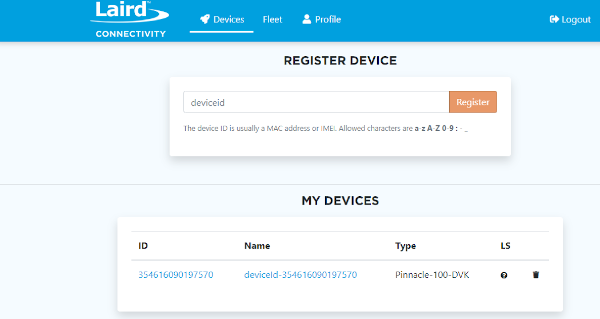 Laird™
CONNECTIVITY
Devices Fleet Profile Logout
REGISTER DEVICE
deviceid Register
The device ID is usually a MAC address or IMEI. Allowed characters are a-z A-Z 0-9 : - _
MY DEVICES
ID Name Type LS
354616090197570 deviceId-354616090197570 Pinnacle-100-DVK